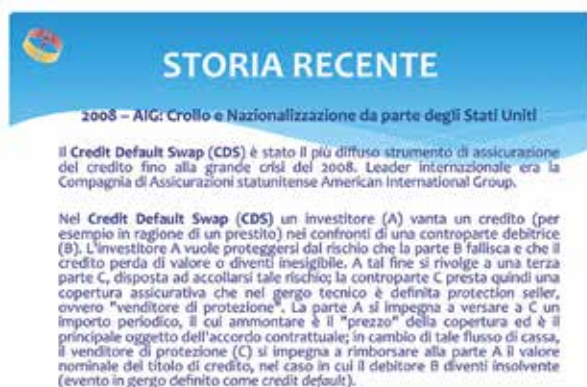 STORIA RECENTE
2008 – AIG: Crollo e Nazionalizzazione da parte degli Stati Uniti
Il Credit Default Swap (CDS) è stato il più diffuso strumento di assicurazione
del credito fino alla grande crisi del 2008. Leader internazionale era la
Compagnia di Assicurazioni statunitense American International Group.
Nel Credit Default Swap (CDS) un investitore (A) vanta un credito (per
esempio in ragione di un prestito) nei confronti di una controparte debitrice
(B). L'investitore A vuole proteggersi dal rischio che la parte B fallisca e che il
credito perda di valore o diventi inesigibile. A tal fine si rivolge a una terza
parte C, disposta ad accollarsi tale rischio; la controparte C presta quindi una
copertura assicurativa che nel gergo tecnico è definita protection seller,
ovvero "venditore di protezione". La parte A si impegna a versare a C un
importo periodico, il cui ammontare è il "prezzo" della copertura ed è il
principale oggetto dell'accordo contrattuale; in cambio di tale flusso di cassa,
il venditore di protezione (C) si impegna a rimborsare alla parte A il valore
nominale del titolo di credito, nel caso in cui il debitore B diventi insolvente
(evento in gergo definito come credit default).